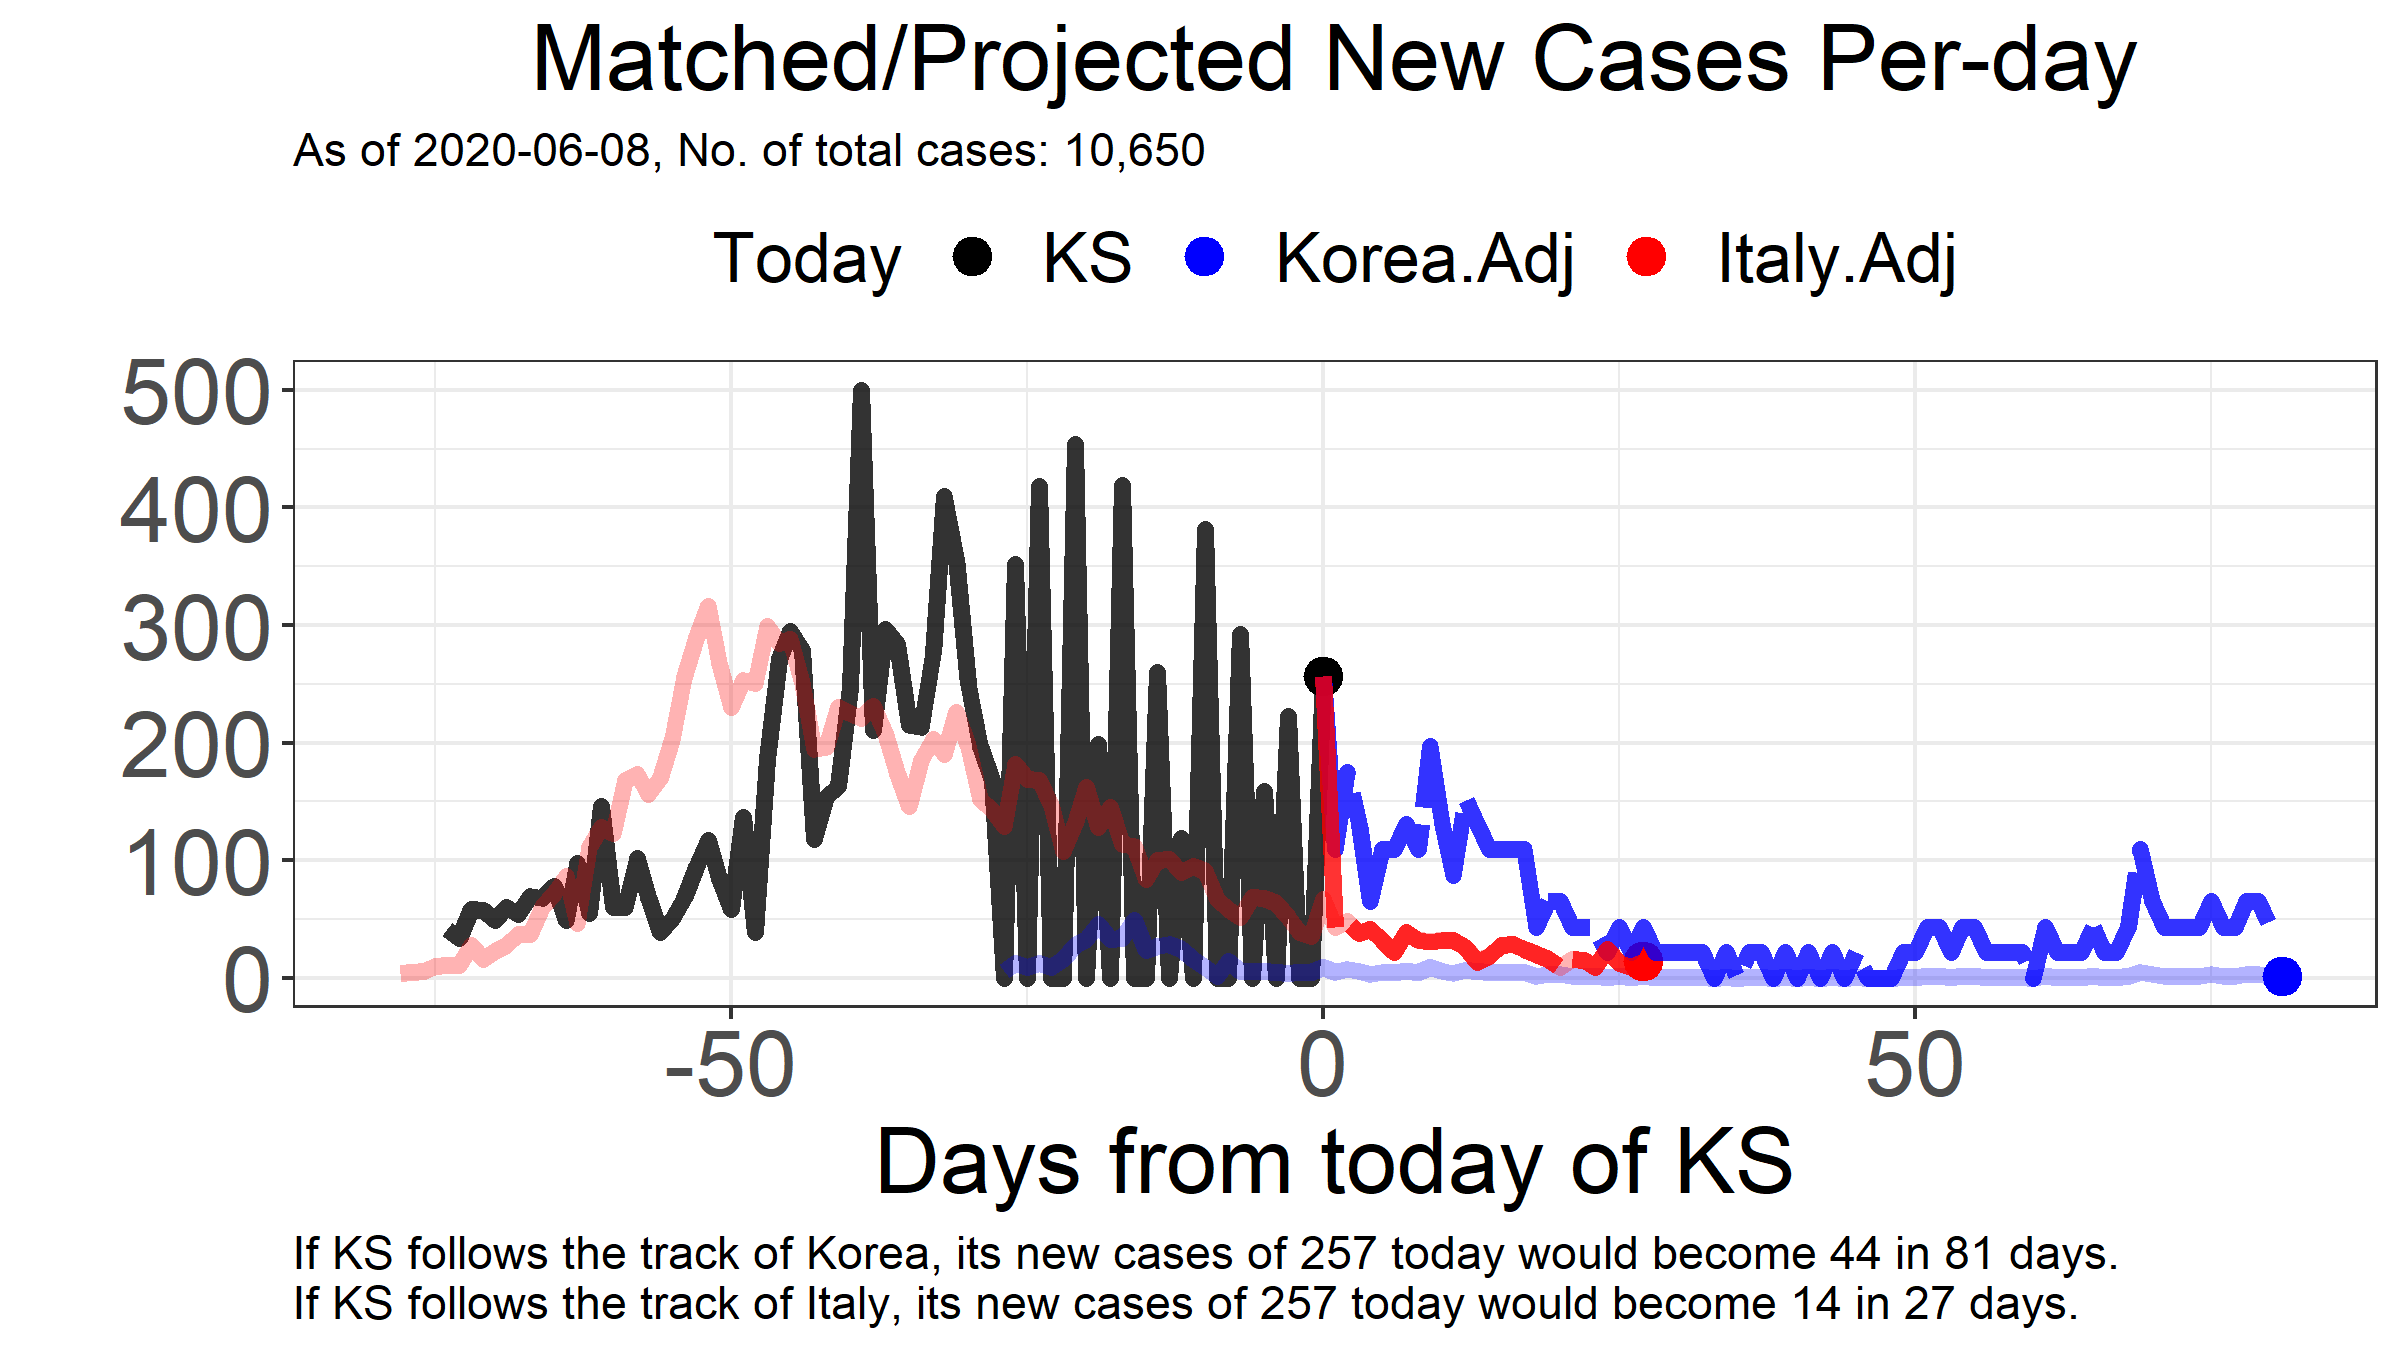 Matched/Projected New Cases Per-day
As of 2020-06-08, No. of total cases: 10,650
Today KS Korea.Adj Italy.Adj
500
400
300
200
100
0
-50 0 50
Days from today of KS
If KS follows the track of Korea, its new cases of 257 today would become 44 in 81 days.
If KS follows the track of Italy, its new cases of 257 today would become 14 in 27 days.